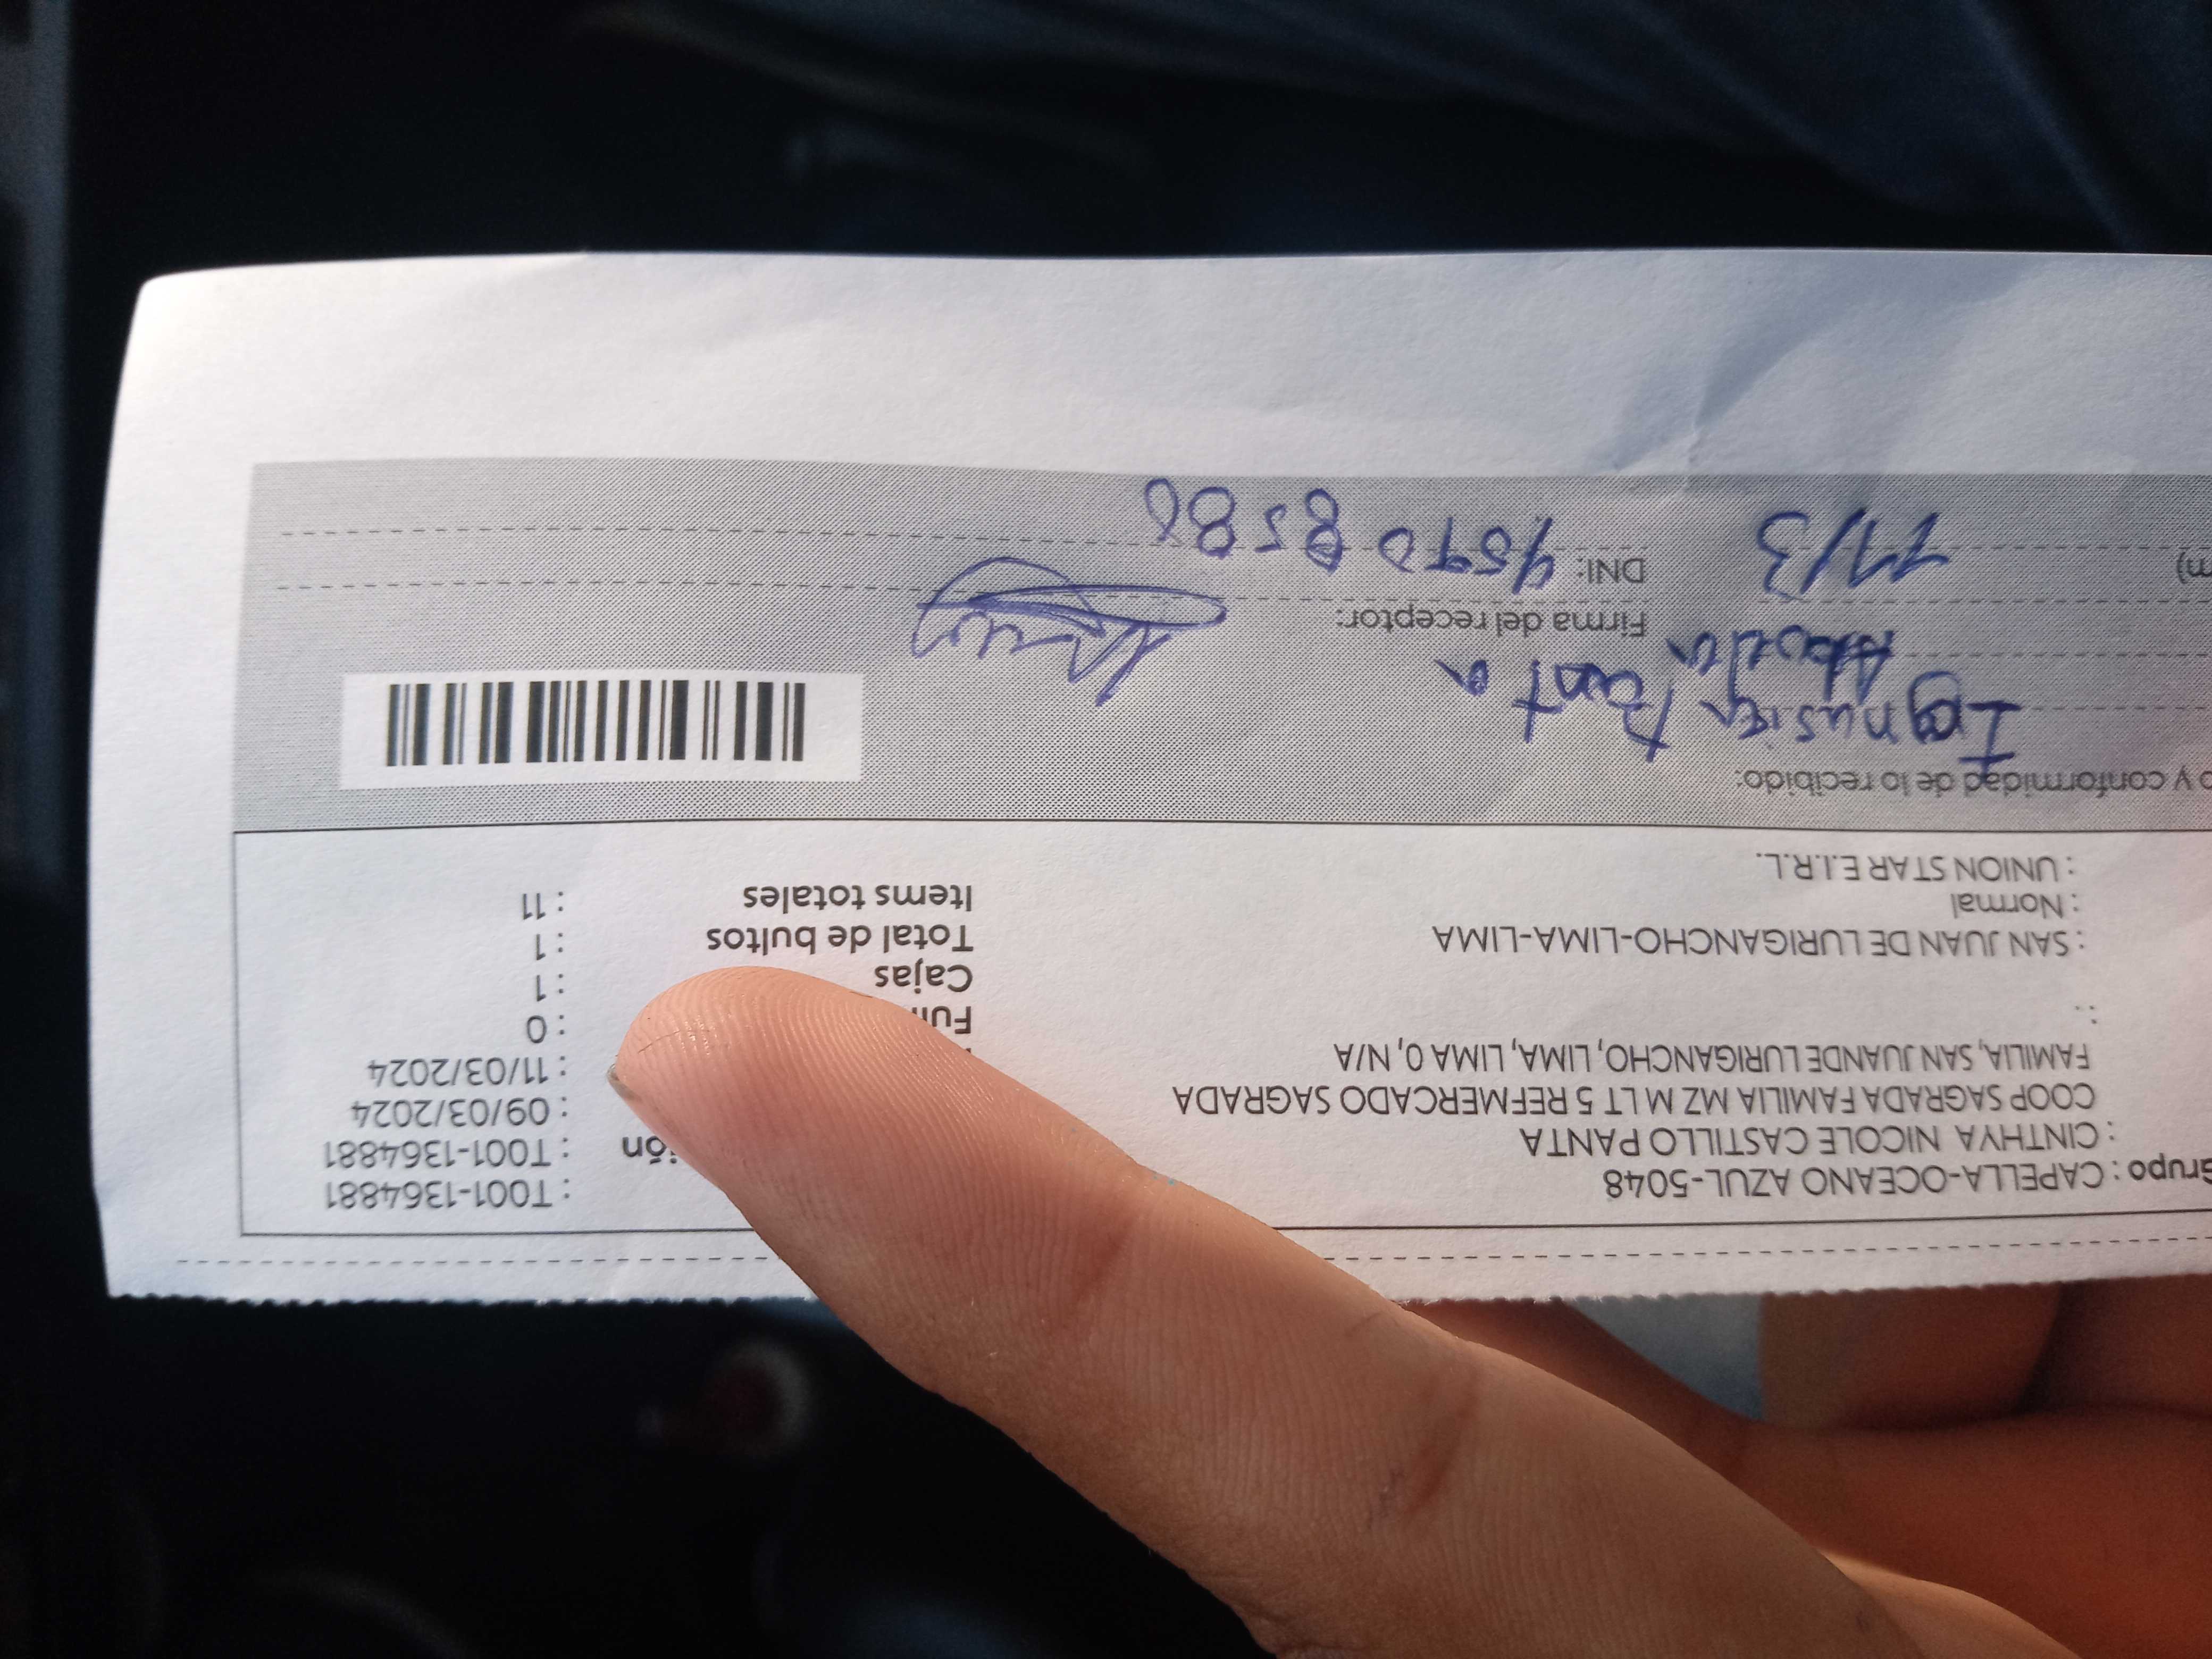 Grupo : CAPELLA-OCEANO AZUL-5048
: CINTHYA NICOLE CASTILLO PANTA
COOP SAGRADA FAMILIA MZ M LT 5 REFMERCADO SAGRADA
FAMILIA, SAN JUANDE LURIGANCHO, LIMA, LIMA 0, N/A
:
: SAN JUAN DE LURIGANCHO-LIMA-LIMA
: Normal
: UNION STAR E.I.R.L.
: T001-1364881
ión : T001-1364881
: 09/03/2024
: 11/03/2024
: 0
Cajas : 1
Total de bultos : 1
Items totales : 11
o y conformidad de lo recibido:
Panta
Firma del receptor:
m) 11/3
DNI: